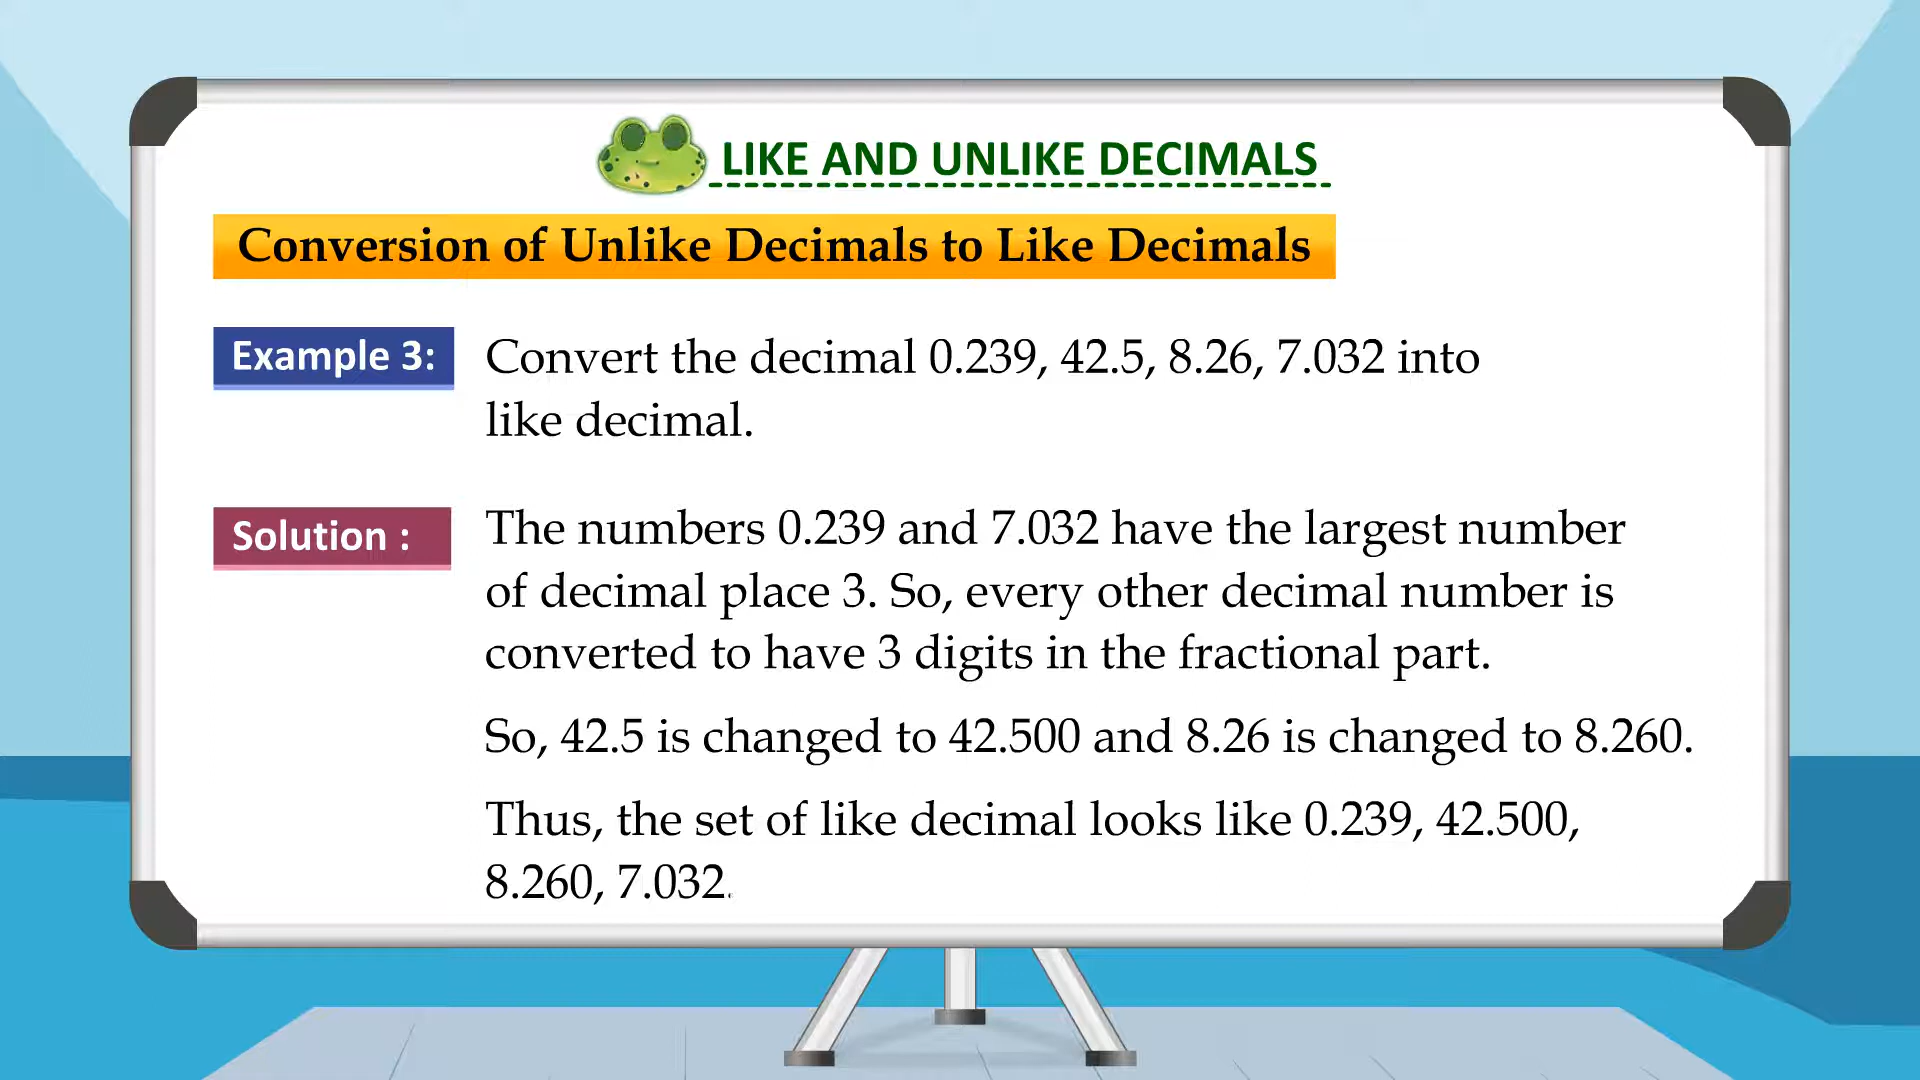 LIKE AND UNLIKE DECIMALS
Conversion of Unlike Decimals to Like Decimals
Example 3: Convert the decimal 0.239, 42.5, 8.26, 7.032 into
like decimal.
Solution : The numbers 0.239 and 7.032 have the largest number
of decimal place 3. So, every other decimal number is
converted to have 3 digits in the fractional part.
So, 42.5 is changed to 42.500 and 8.26 is changed to 8.260.
Thus, the set of like decimal looks like 0.239, 42.500,
8.260, 7.032.